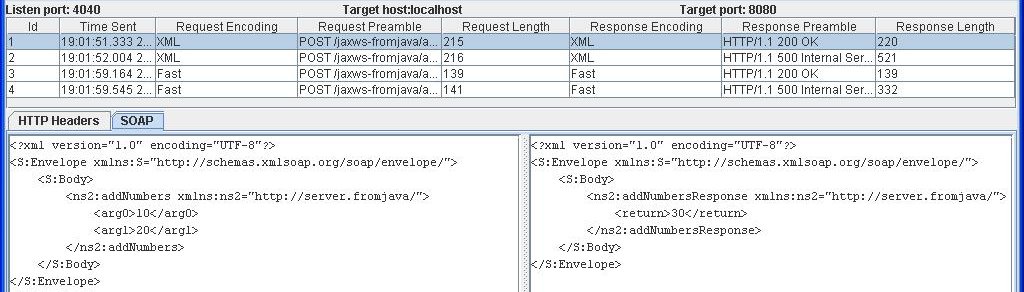 Listen port: 4040 Target host:localhost Target port: 8080
Id Time Sent Request Encoding Request Preamble Request Length Response Encoding Response Preamble Response Length
1 19:01:51.333 2... XML POST /jaxws-fromjava/a... 215 XML HTTP/1.1 200 OK 220
2 19:01:52.004 2... XML POST /jaxws-fromjava/a... 216 XML HTTP/1.1 500 Internal Ser... 521
3 19:01:59.164 2... Fast POST /jaxws-fromjava/a... 139 Fast HTTP/1.1 200 OK 139
4 19:01:59.545 2... Fast POST /jaxws-fromjava/a... 141 Fast HTTP/1.1 500 Internal Ser... 332
HTTP Headers SOAP
<?xml version="1.0" encoding="UTF-8"?>
<S:Envelope xmlns:S="http://schemas.xmlsoap.org/soap/envelope/">
<S:Body>
<ns2:addNumbers xmlns:ns2="http://server.fromjava/">
<arg0>10</arg0>
<arg1>20</arg1>
</ns2:addNumbers>
</S:Body>
</S:Envelope>
<?xml version="1.0" encoding="UTF-8"?>
<S:Envelope xmlns:S="http://schemas.xmlsoap.org/soap/envelope/">
<S:Body>
<ns2:addNumbersResponse xmlns:ns2="http://server.fromjava/">
<return>30</return>
</ns2:addNumbersResponse>
</S:Body>
</S:Envelope>